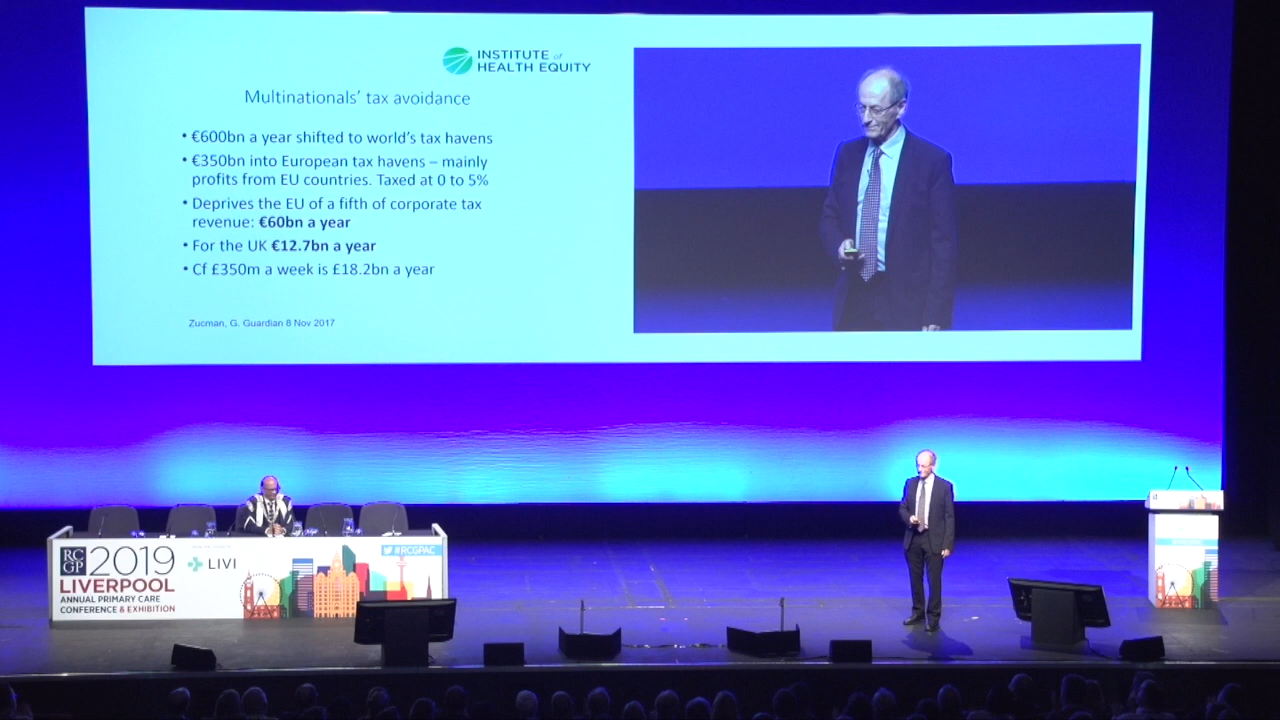 INSTITUTE of
HEALTH EQUITY
Multinationals’ tax avoidance
• €600bn a year shifted to world’s tax havens
• €350bn into European tax havens – mainly
profits from EU countries. Taxed at 0 to 5%
• Deprives the EU of a fifth of corporate tax
revenue: €60bn a year
• For the UK €12.7bn a year
• Cf £350m a week is £18.2bn a year
Zucman, G. Guardian 8 Nov 2017
RC
GP
2019
LIVERPOOL
ANNUAL PRIMARY CARE
CONFERENCE & EXHIBITION
LIVI
#RCGPAC